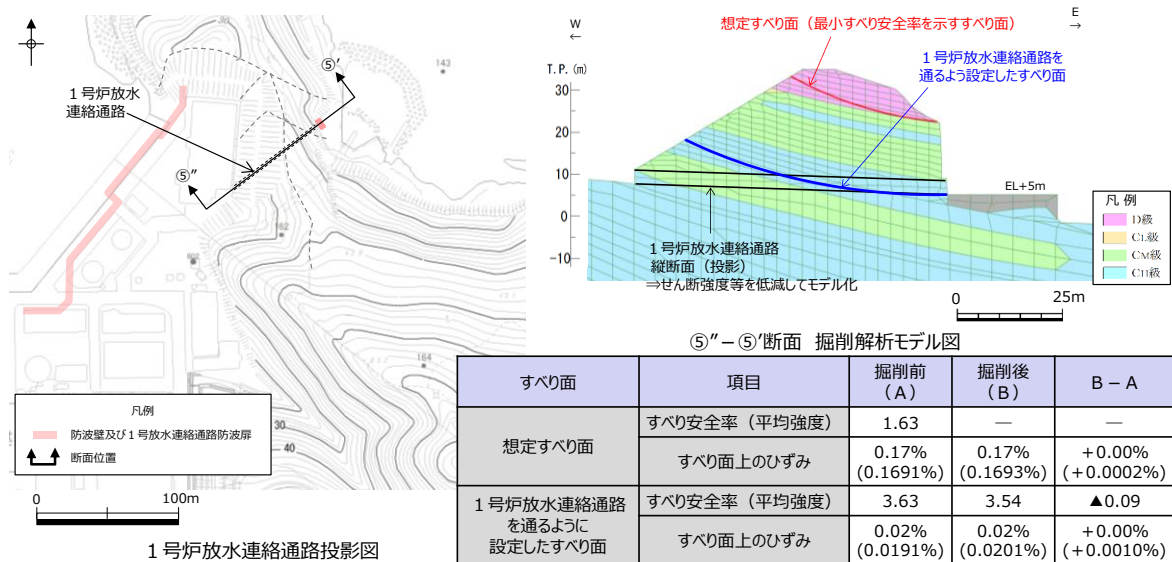 ⑤’
143
1号炉放水
連絡通路
⑤”
162
164
30
40
30
凡例
防波壁及び1号放水連絡通路防波扉
断面位置
0 100m
1号炉放水連絡通路投影図
W
←
E
→
想定すべり面（最小すべり安全率を示すすべり面）
1号炉放水連絡通路を
通るよう設定したすべり面
T.P.(m)
30
20
10
0
-10
EL+5m
1号炉放水連絡通路
縦断面（投影）
⇒せん断強度等を低減してモデル化
凡 例
D級
CL級
CM級
CH級
0 25m
⑤”－⑤’断面 掘削解析モデル図
すべり面 項目 掘削前（A） 掘削後（B） B－A
想定すべり面 すべり安全率（平均強度） 1.63 — —
すべり面上のひずみ 0.17% (0.1691%) 0.17% (0.1693%) +0.00% (+0.0002%)
1号炉放水連絡通路
を通るように
設定したすべり面
すべり安全率（平均強度） 3.63 3.54 ▲0.09
すべり面上のひずみ 0.02% (0.0191%) 0.02% (0.0201%) +0.00% (+0.0010%)